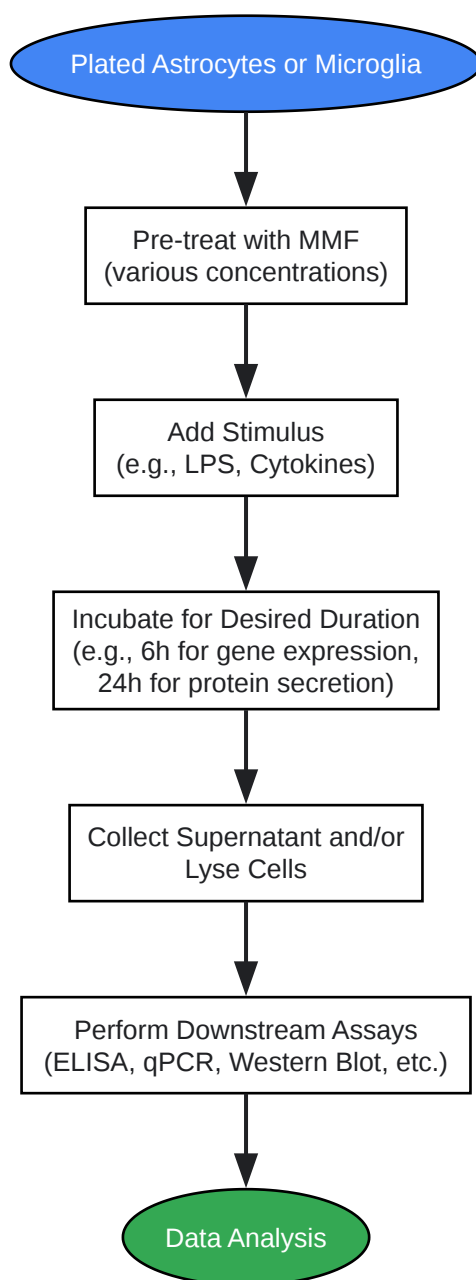 Plated Astrocytes or Microglia
Pre-treat with MMF
(various concentrations)
Add Stimulus
(e.g., LPS, Cytokines)
Incubate for Desired Duration
(e.g., 6h for gene expression,
24h for protein secretion)
Collect Supernatant and/or
Lyse Cells
Perform Downstream Assays
(ELISA, qPCR, Western Blot, etc.)
Data Analysis